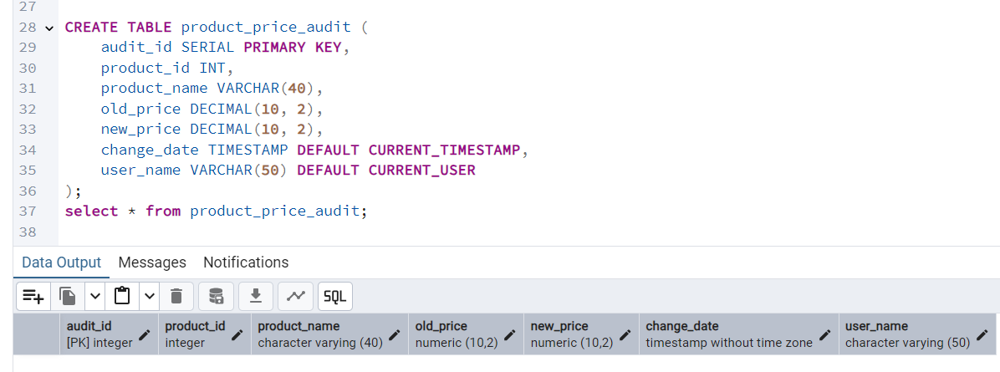 27
28 CREATE TABLE product_price_audit (
29 audit_id SERIAL PRIMARY KEY,
30 product_id INT,
31 product_name VARCHAR(40),
32 old_price DECIMAL(10, 2),
33 new_price DECIMAL(10, 2),
34 change_date TIMESTAMP DEFAULT CURRENT_TIMESTAMP,
35 user_name VARCHAR(50) DEFAULT CURRENT_USER
36 );
37 select * from product_price_audit;
38
Data Output Messages Notifications
SQL
audit_id product_id product_name old_price new_price change_date user_name
[PK] integer integer character varying (40) numeric (10,2) numeric (10,2) timestamp without time zone character varying (50)